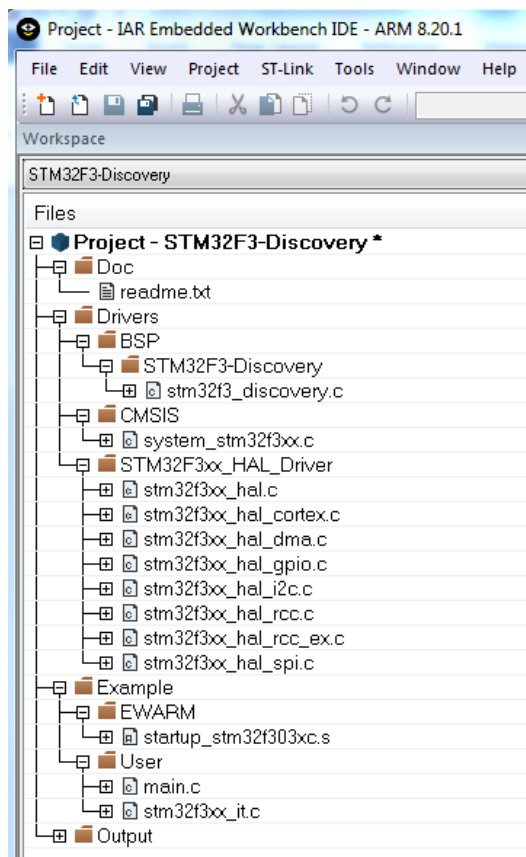 Project - IAR Embedded Workbench IDE - ARM 8.20.1
File Edit View Project ST-Link Tools Window Help
Workspace
STM32F3-Discovery
Files
Project - STM32F3-Discovery *
Doc
readme.txt
Drivers
BSP
STM32F3-Discovery
stm32f3_discovery.c
CMSIS
system_stm32f3xx.c
STM32F3xx_HAL_Driver
stm32f3xx_hal.c
stm32f3xx_hal_cortex.c
stm32f3xx_hal_dma.c
stm32f3xx_hal_gpio.c
stm32f3xx_hal_i2c.c
stm32f3xx_hal_rcc.c
stm32f3xx_hal_rcc_ex.c
stm32f3xx_hal_spi.c
Example
EWARM
startup_stm32f303xc.s
User
main.c
stm32f3xx_it.c
Output